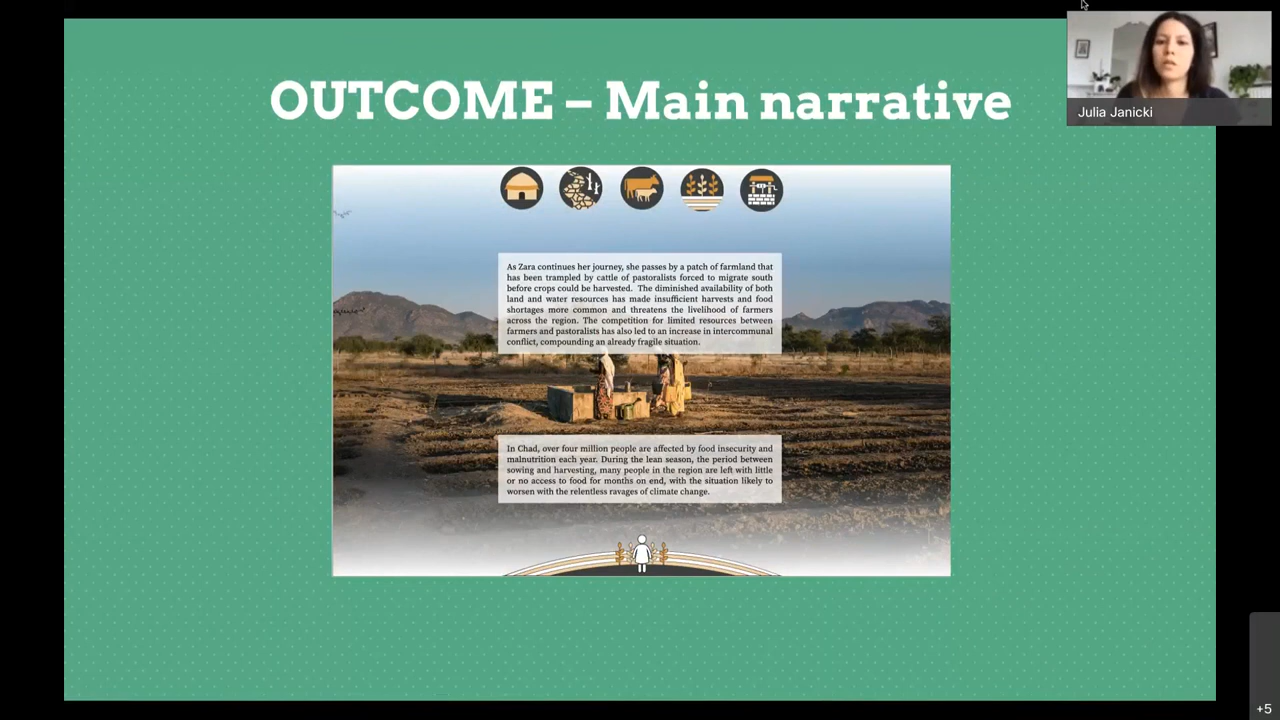 OUTCOME – Main narrative
Julia Janicki
As Zara continues her journey, she passes by a patch of farmland that
has been trampled by cattle of pastoralists forced to migrate south
before crops could be harvested. The diminished availability of both
land and water resources has made insufficient harvests and food
shortages more common and threatens the livelihood of farmers
across the region. The competition for limited resources between
farmers and pastoralists has also led to an increase in intercommunal
conflict, compounding an already fragile situation.
In Chad, over four million people are affected by food insecurity and
malnutrition each year. During the lean season, the period between
sowing and harvesting, many people in the region are left with little
or no access to food for months on end, with the situation likely to
worsen with the relentless ravages of climate change.
+5